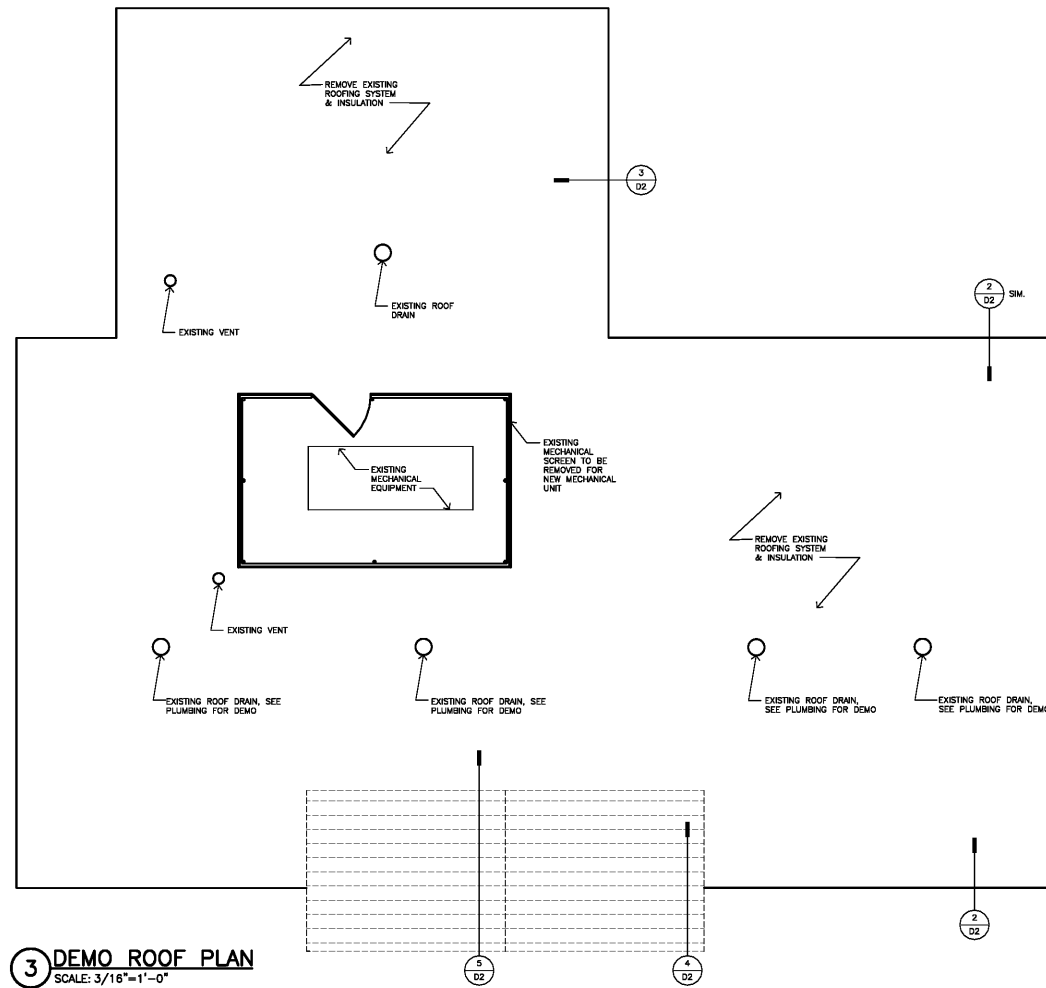 REMOVE EXISTING
ROOFING SYSTEM
& INSULATION
3
D2
2
D2
SIM.
EXISTING ROOF
DRAIN
EXISTING VENT
EXISTING
MECHANICAL
SCREEN TO BE
REMOVED FOR
NEW MECHANICAL
UNIT
EXISTING
MECHANICAL
EQUIPMENT
REMOVE EXISTING
ROOFING SYSTEM
& INSULATION
EXISTING VENT
EXISTING ROOF DRAIN, SEE
PLUMBING FOR DEMO
EXISTING ROOF DRAIN, SEE
PLUMBING FOR DEMO
EXISTING ROOF DRAIN,
SEE PLUMBING FOR DEMO
EXISTING ROOF DRAIN,
SEE PLUMBING FOR DEMO
2
D2
5
D2
4
D2
3 DEMO ROOF PLAN
SCALE: 3/16"=1'-0"